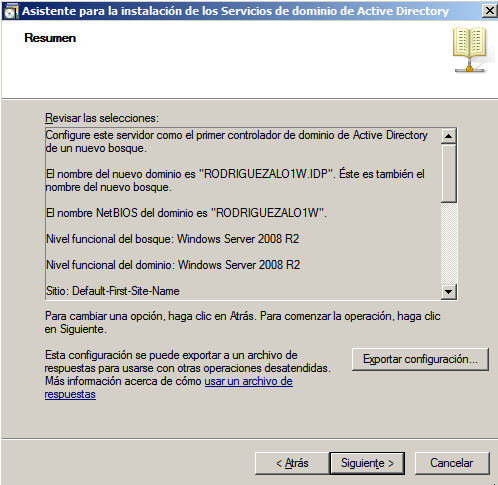 Asistente para la instalación de los Servicios de dominio de Active Directory
Resumen
Revisar las selecciones:
Configure este servidor como el primer controlador de dominio de Active Directory
de un nuevo bosque.
El nombre del nuevo dominio es "RODRIGUEZALO1W.IDP". Éste es también el
nombre del nuevo bosque.
El nombre NetBIOS del dominio es "RODRIGUEZALO1W".
Nivel funcional del bosque: Windows Server 2008 R2
Nivel funcional del dominio: Windows Server 2008 R2
Sitio: Default-First-Site-Name
Para cambiar una opción, haga clic en Atrás. Para comenzar la operación, haga clic
en Siguiente.
Esta configuración se puede exportar a un archivo de
respuestas para usarse con otras operaciones desatendidas.
Más información acerca de cómo usar un archivo de
respuestas
Exportar configuración...
< Atrás
Siguiente >
Cancelar